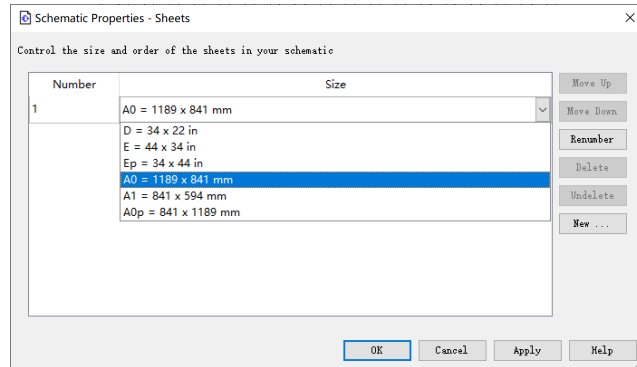 Schematic Properties - Sheets
Control the size and order of the sheets in your schematic
Number Size
1 A0 = 1189 x 841 mm
D = 34 x 22 in
E = 44 x 34 in
Ep = 34 x 44 in
A0 = 1189 x 841 mm
A1 = 841 x 594 mm
A0p = 841 x 1189 mm
Move Up
Move Down
Renumber
Delete
Undelete
New ...
OK Cancel Apply Help